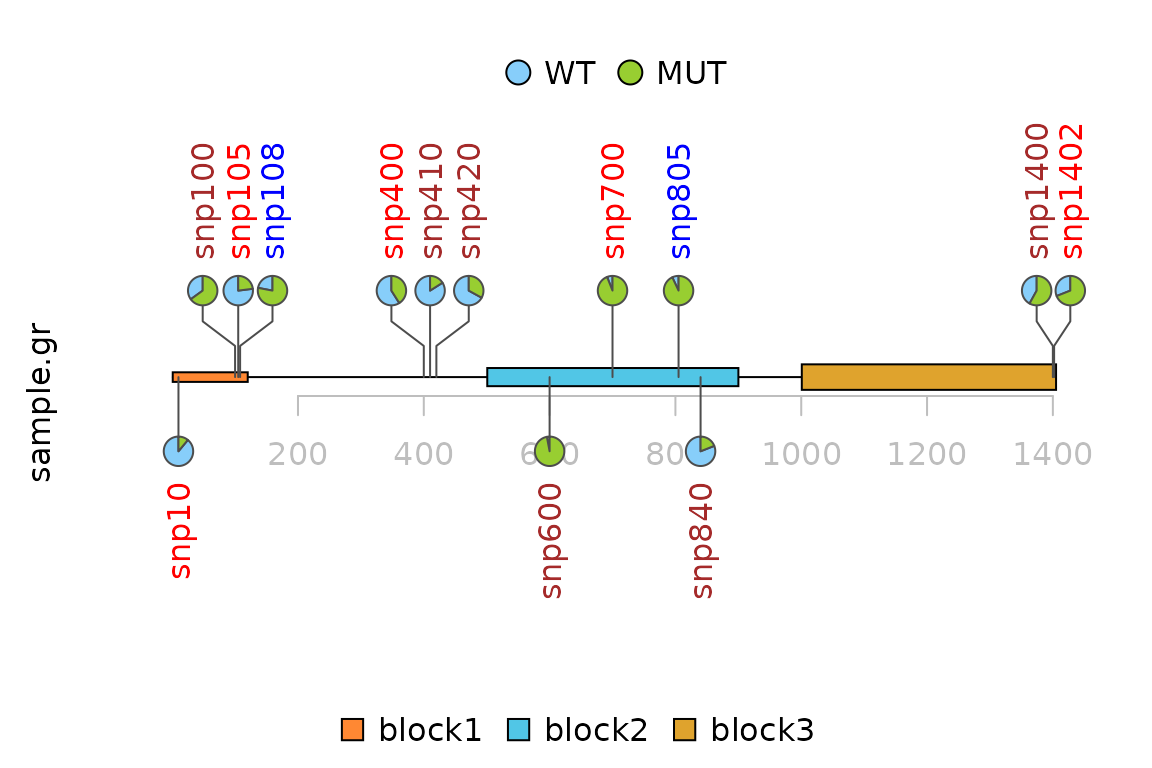 WT MUT
snp100 snp105 snp108 snp400 snp410 snp420 snp700 snp805 snp1400 snp1402
sample.gr
200 400 600 800 1000 1200 1400
snp10 snp600 snp840
block1 block2 block3